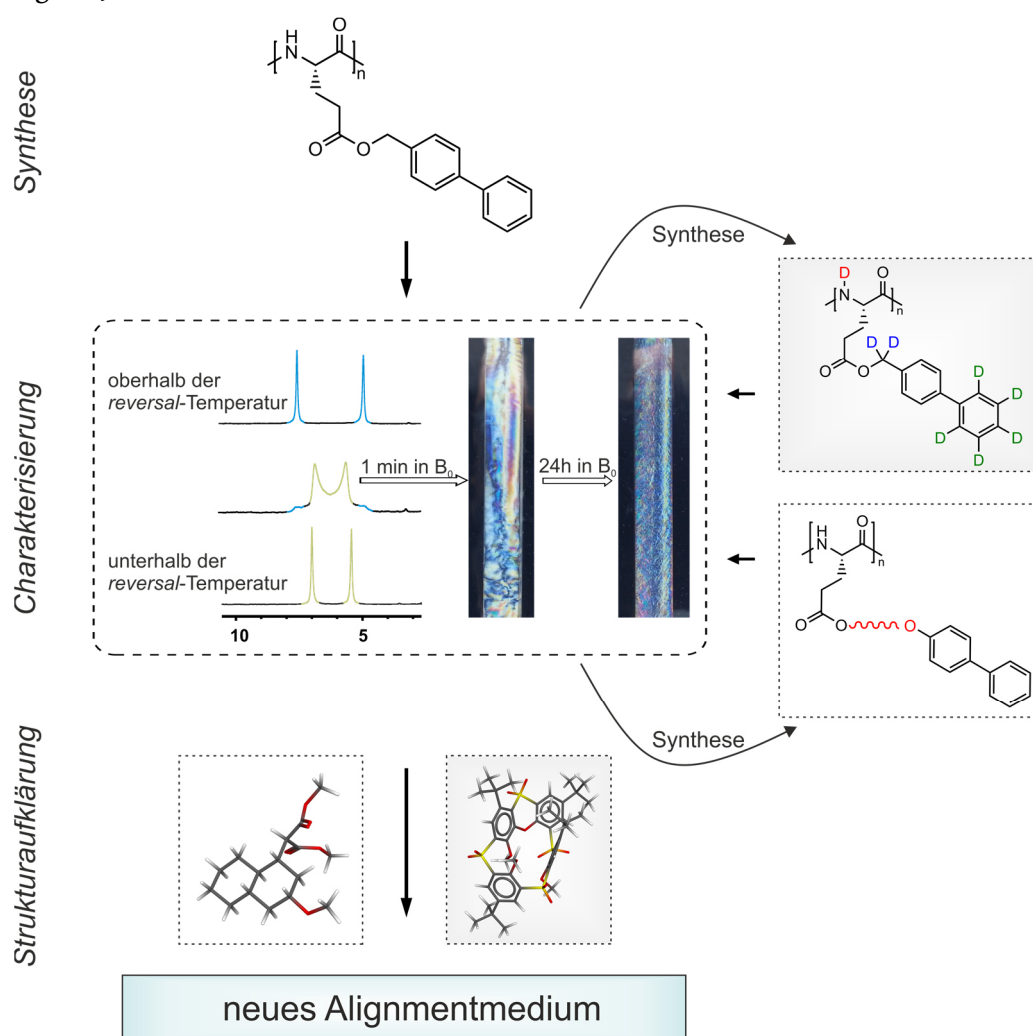 Synthese
H
N
O
n
O
O
Synthese
D
N
O
n
D D
O
O
D
D
D
D
D
Charakterisierung
oberhalb der
reversal-Temperatur
1 min in B0
24h in B0
unterhalb der
reversal-Temperatur
10
5
H
N
O
n
O
O
O
Synthese
Strukturaufklärung
neues Alignmentmedium